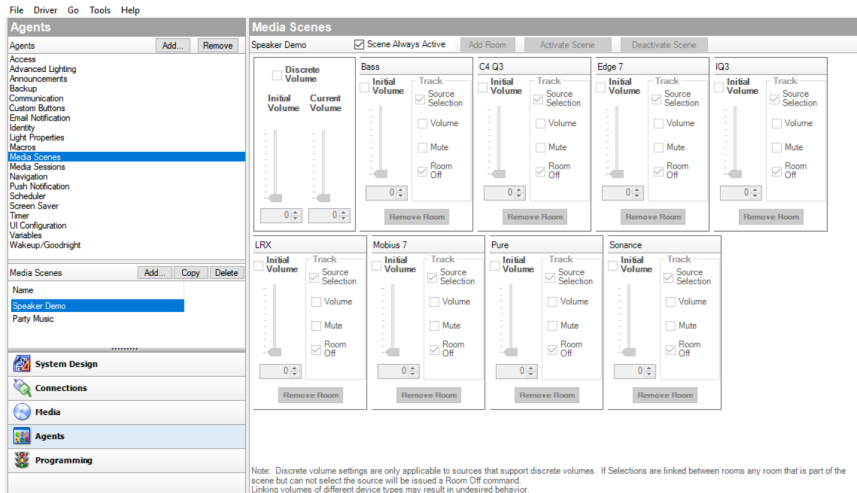 File Driver Go Tools Help
Agents
Media Scenes
Agents Add... Remove
Speaker Demo Scene Always Active Add Room Activate Scene Deactivate Scene
Access
Advanced Lighting
Announcements
Backup
Communication
Custom Buttons
Email Notification
Identity
Light Properties
Macros
Media Scenes
Media Sessions
Navigation
Push Notification
Scheduler
Screen Saver
Timer
UI Configuration
Variables
Wakeup/Goodnight
Media Scenes Add... Copy Delete
Name
Speaker Demo
Party Music
System Design
Connections
Media
Agents
Programming
Discrete
Volume
Initial Current
Volume Volume
0 0
Bass
Initial
Volume
Track
Source
Selection
Volume
Mute
Room
Off
0
Remove Room
C4 Q3
Initial
Volume
Track
Source
Selection
Volume
Mute
Room
Off
0
Remove Room
Edge 7
Initial
Volume
Track
Source
Selection
Volume
Mute
Room
Off
0
Remove Room
IQ3
Initial
Volume
Track
Source
Selection
Volume
Mute
Room
Off
0
Remove Room
LRX
Initial
Volume
Track
Source
Selection
Volume
Mute
Room
Off
0
Remove Room
Mobius 7
Initial
Volume
Track
Source
Selection
Volume
Mute
Room
Off
0
Remove Room
Pure
Initial
Volume
Track
Source
Selection
Volume
Mute
Room
Off
0
Remove Room
Sonance
Initial
Volume
Track
Source
Selection
Volume
Mute
Room
Off
0
Remove Room
Note: Discrete volume settings are only applicable to sources that support discrete volumes. If Selections are linked between rooms any room that is part of the
scene but can not select the source will be issued a Room Off command.
Linking volumes of different device types may result in undesired behavior.